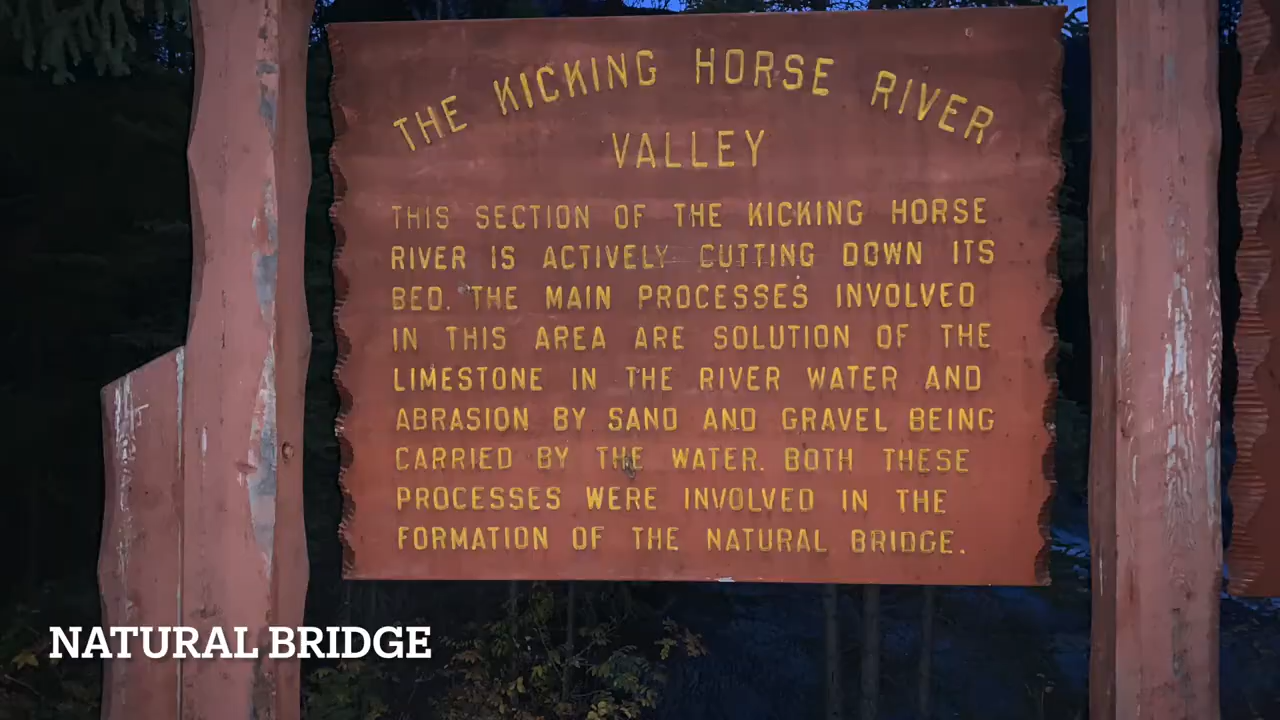 THE KICKING HORSE RIVER
VALLEY
THIS SECTION OF THE KICKING HORSE
RIVER IS ACTIVELY CUTTING DOWN ITS
BED. THE MAIN PROCESSES INVOLVED
IN THIS AREA ARE SOLUTION OF THE
LIMESTONE IN THE RIVER WATER AND
ABRASION BY SAND AND GRAVEL BEING
CARRIED BY THE WATER. BOTH THESE
PROCESSES WERE INVOLVED IN THE
FORMATION OF THE NATURAL BRIDGE.
NATURAL BRIDGE